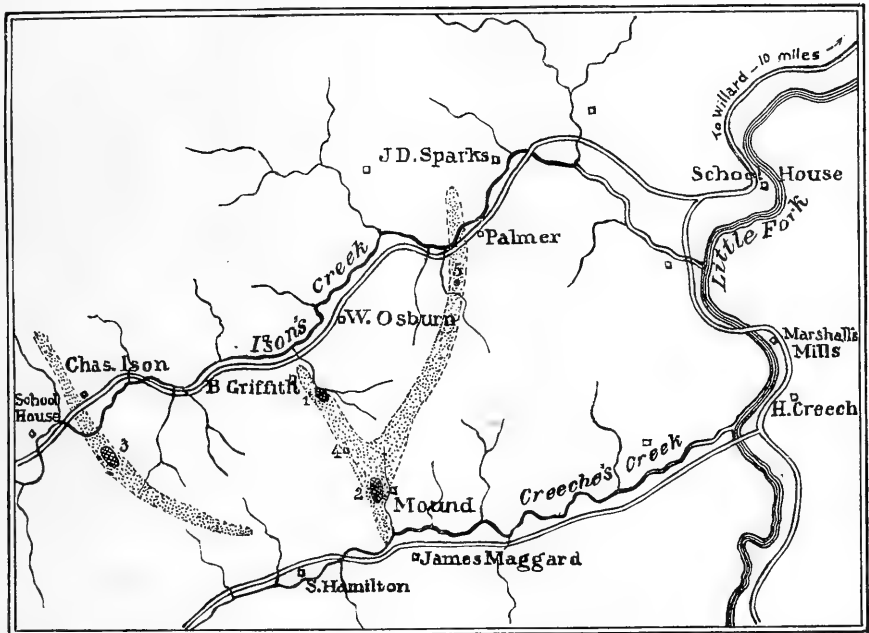 To Willard – 10 miles →
J.D. Sparks
School House
Little Fork
Palmer
5
Creek
Ison's
W. Osburn
Marshall's
Mills
Chas. Ison
B Griffith
School
House
1
H. Creech
3
4
2
Mound
Creeche's Creek
James Maggard
S. Hamilton